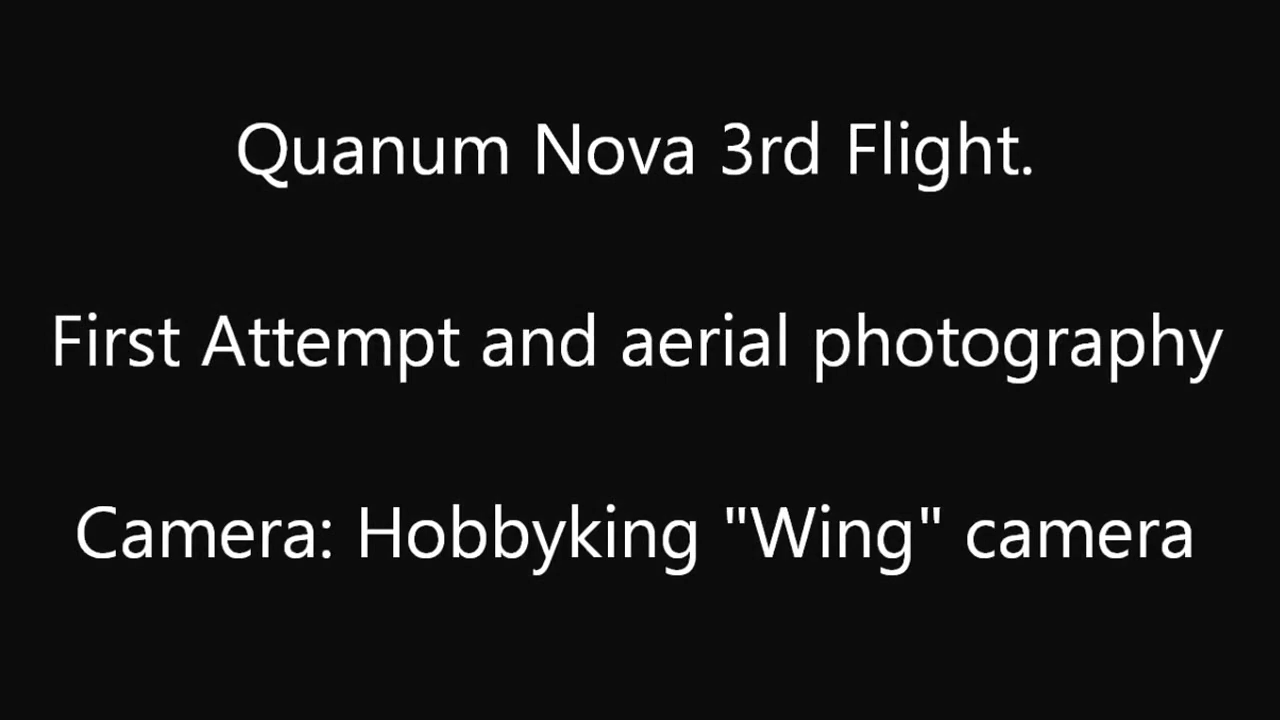 Quanum Nova 3rd Flight.
First Attempt and aerial photography
Camera: Hobbyking "Wing" camera